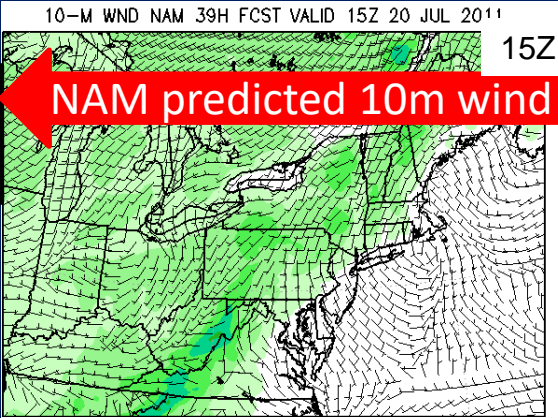 10-M WND NAM 39H FCST VALID 15Z 20 JUL 2011
15Z
NAM predicted 10m wind